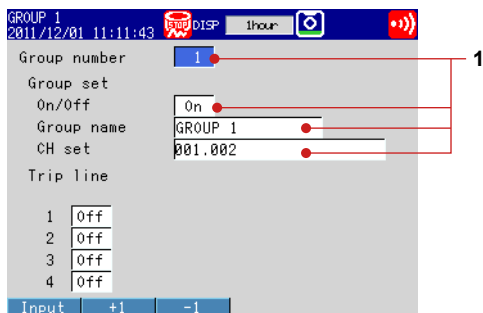 GROUP 1
2011/12/01 11:11:43 STOP DISP 1hour
Group number 1
1
Group set
On/Off On
Group name GROUP 1
CH set 001.002
Trip line
1 Off
2 Off
3 Off
4 Off
Input +1 -1